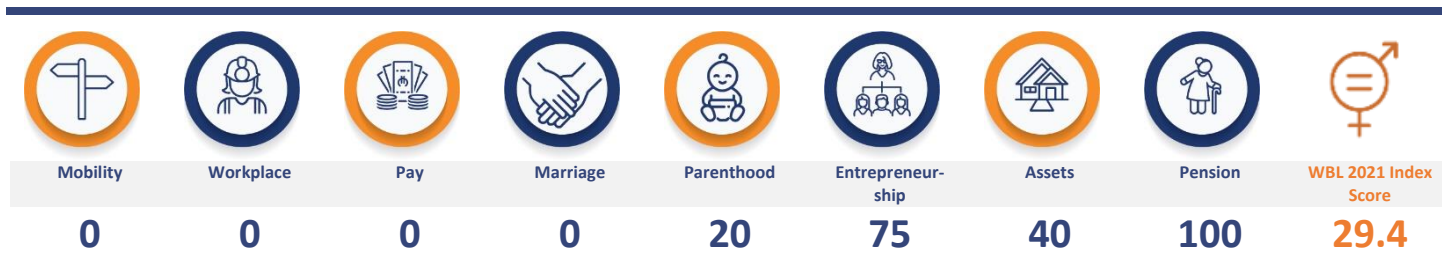 Mobility
Workplace
Pay
Marriage
Parenthood
Entrepreneur-
ship
Assets
Pension
WBL 2021 Index
Score
0
0
0
0
20
75
40
100
29.4